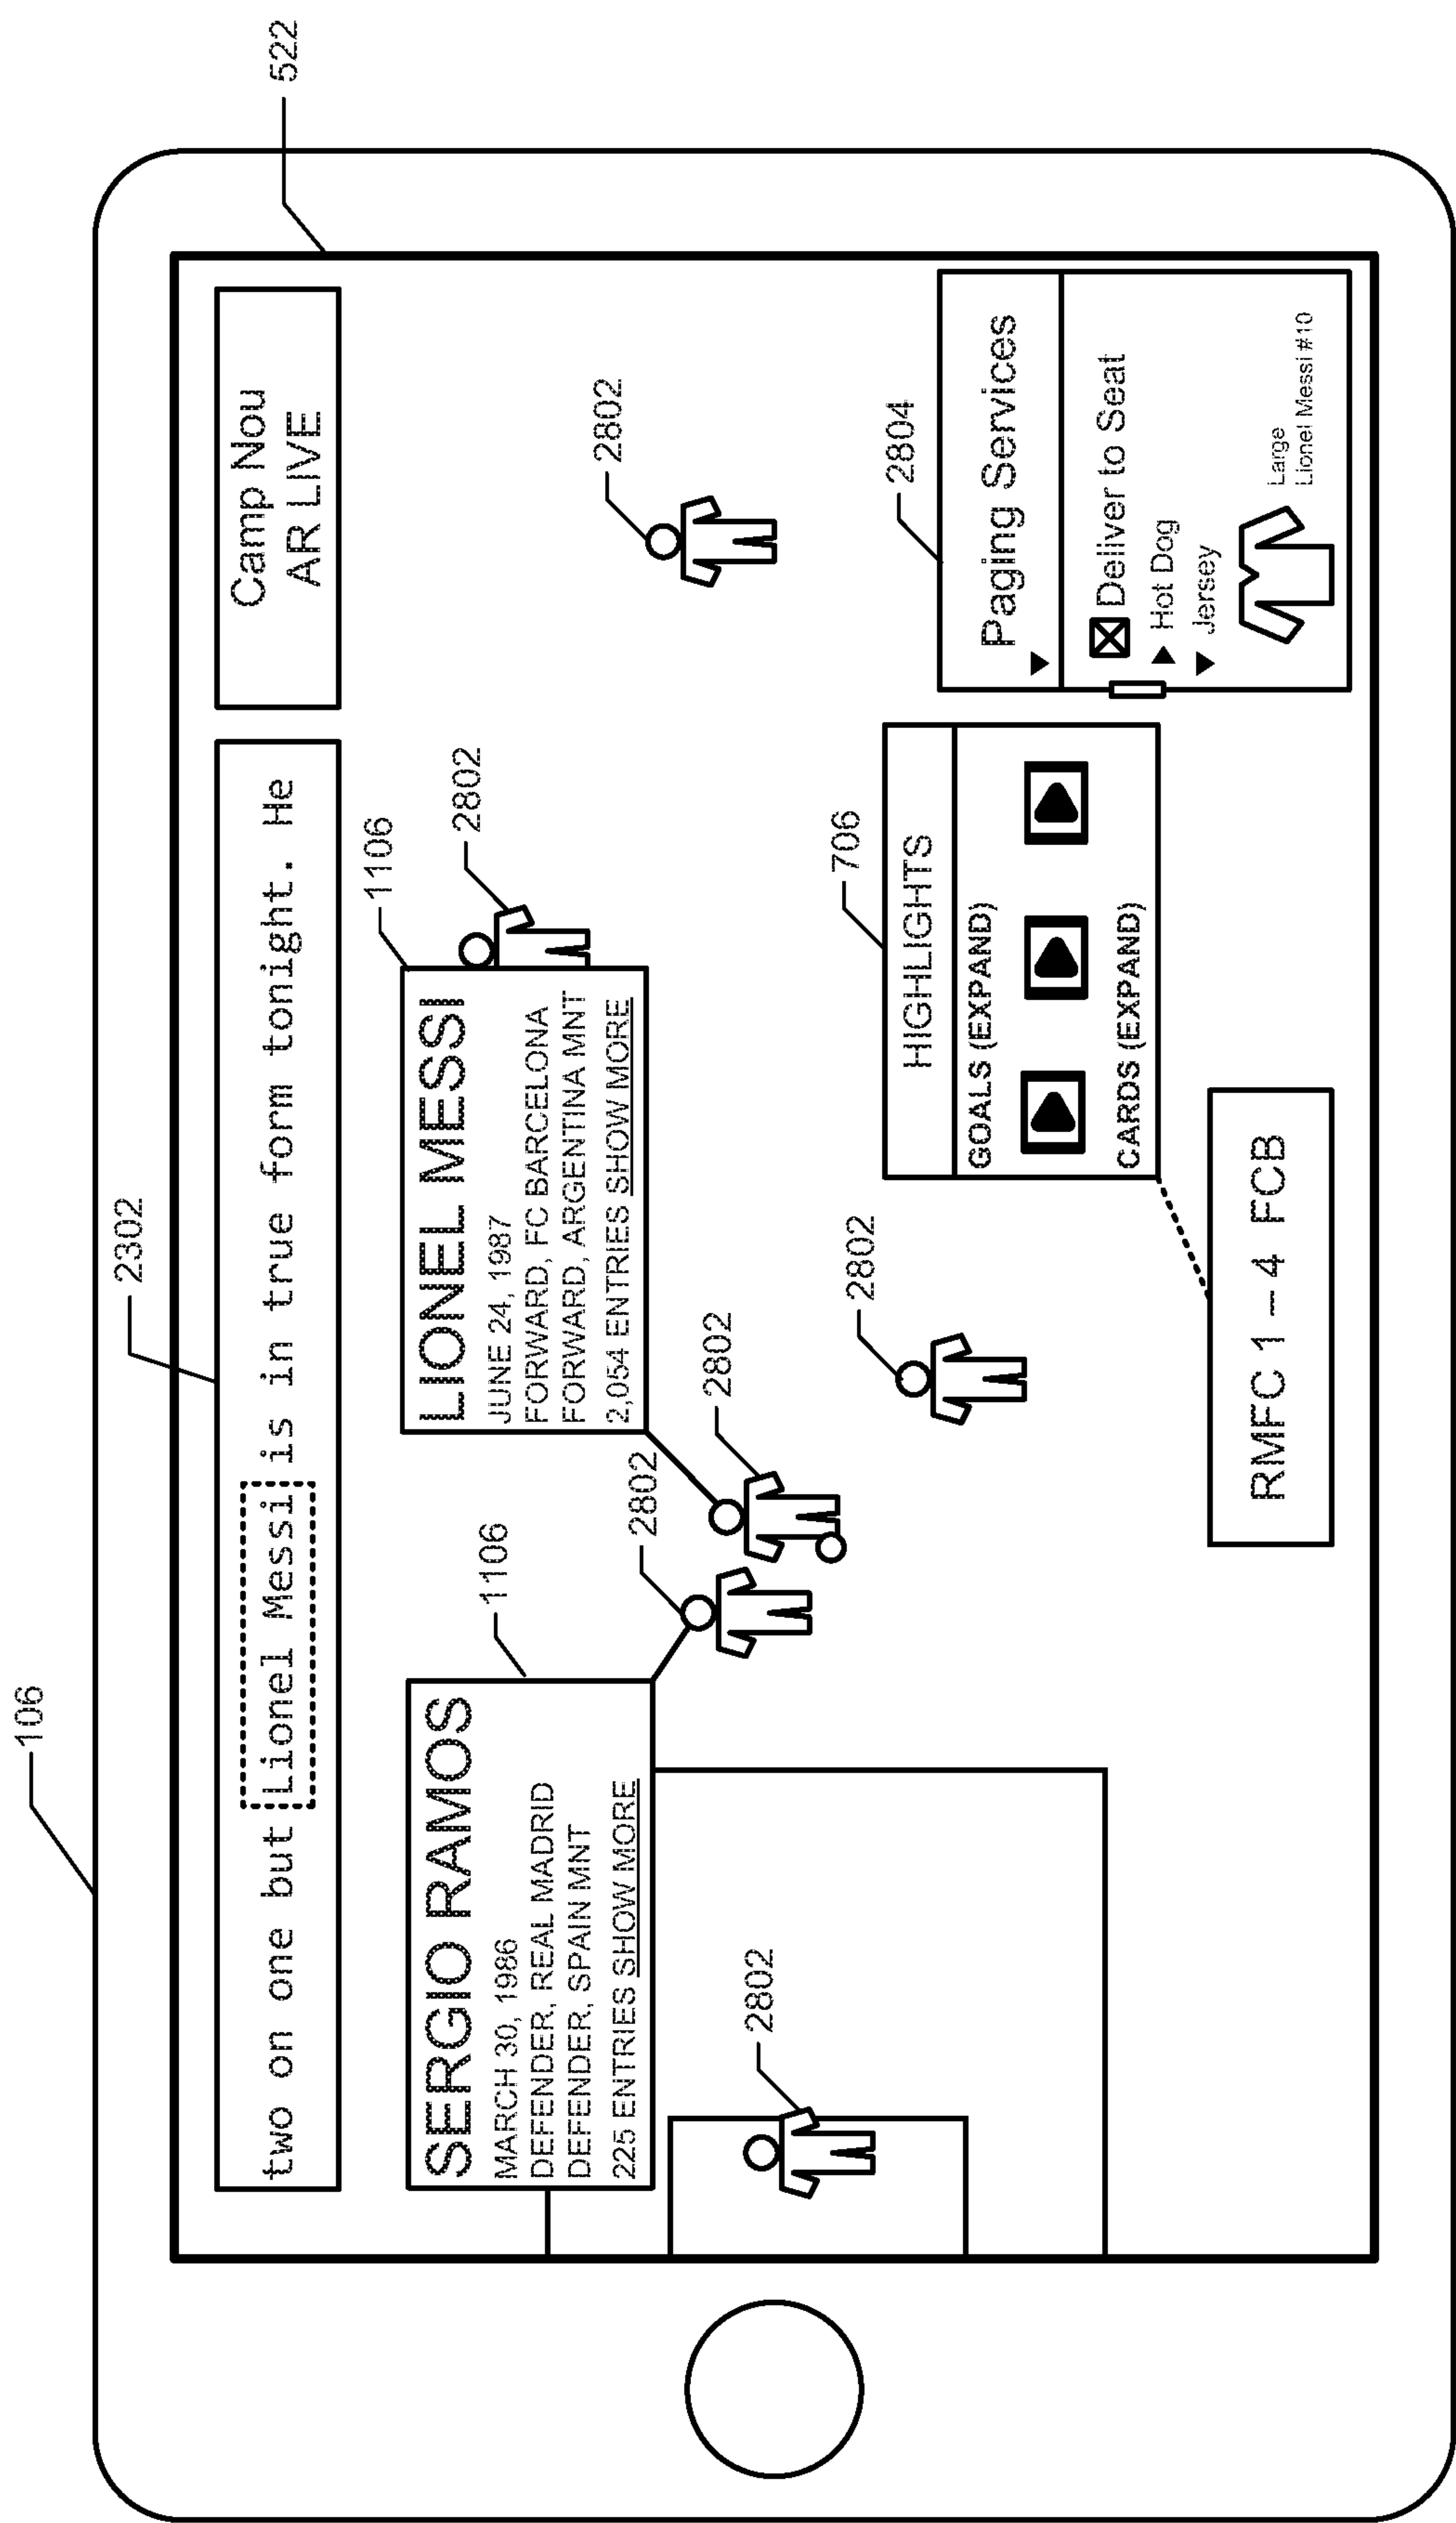 106
522
2302
two on one but Lionel Messi is in true form tonight. He
Camp Nou
AR LIVE
1106
SERGIO RAMOS
MARCH 30, 1986
DEFENDER, REAL MADRID
DEFENDER, SPAIN MNT
225 ENTRIES SHOW MORE
1106
LIONEL MESSI
JUNE 24, 1987
FORWARD, FC BARCELONA
FORWARD, ARGENTINA MNT
2,054 ENTRIES SHOW MORE
2802
2802
2802
2802
2802
2802
706
HIGHLIGHTS
GOALS (EXPAND)
CARDS (EXPAND)
RMFC 1 – 4 FCB
2804
▼ Paging Services
☒ Deliver to Seat
▶ Hot Dog
▼ Jersey
Large
Lionel Messi #10